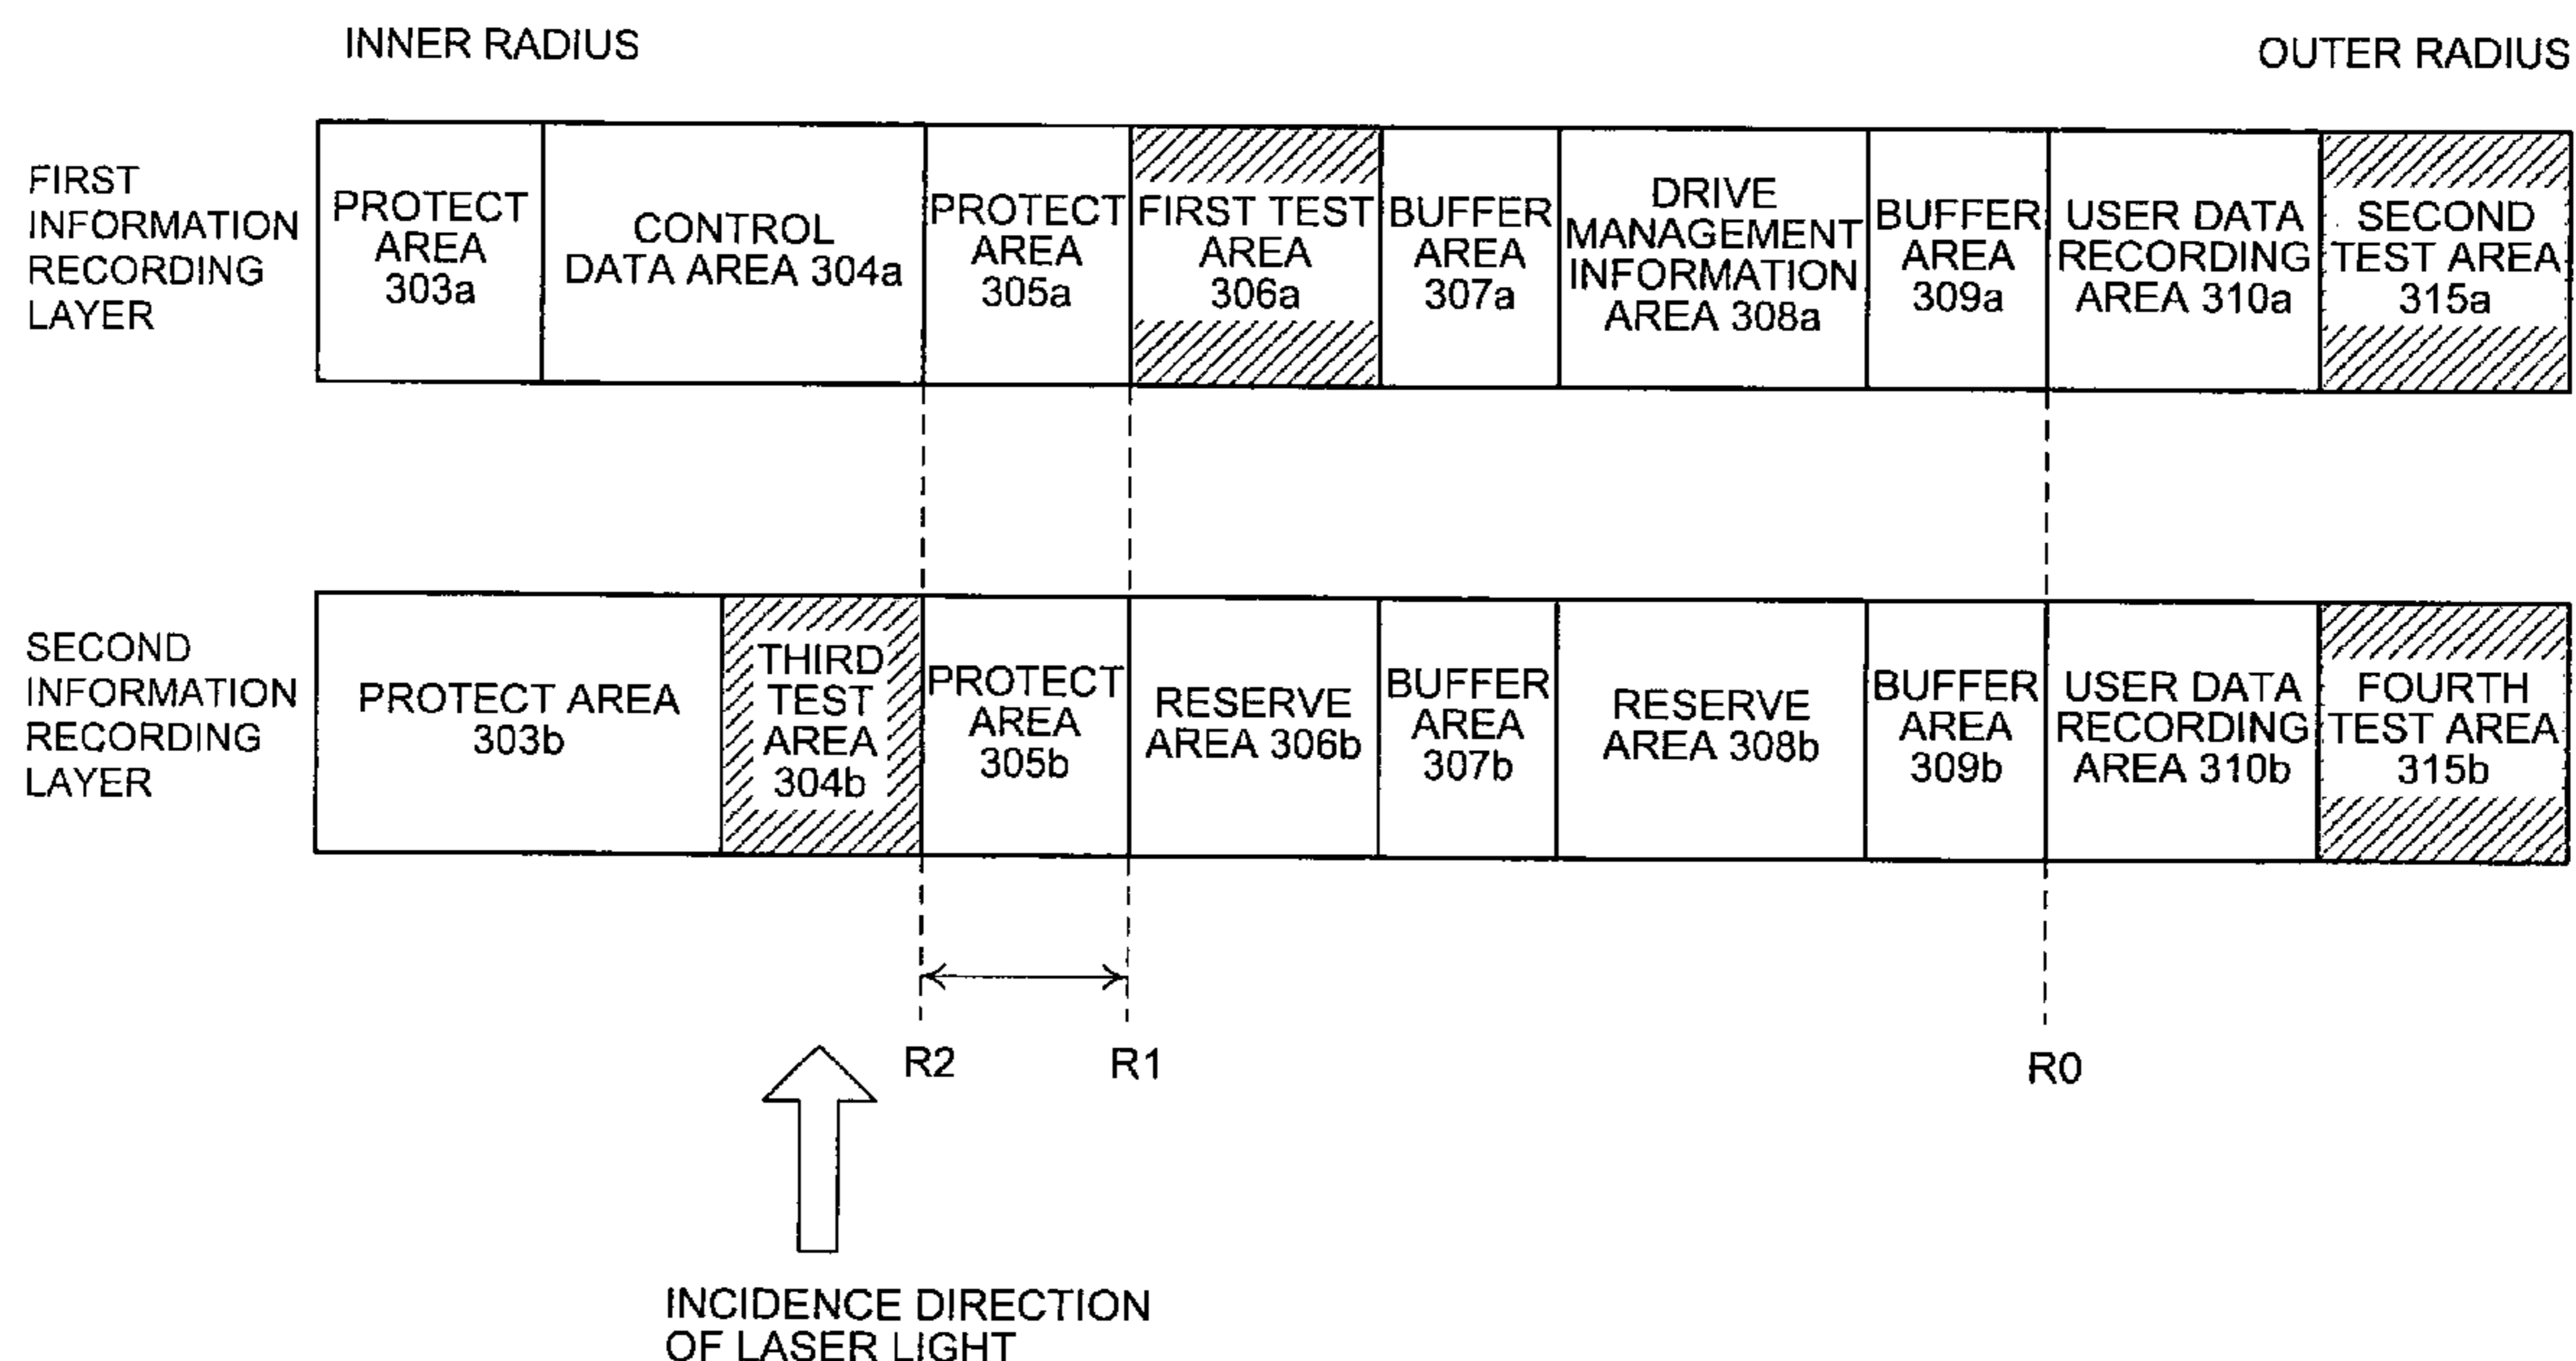 INNER RADIUS
OUTER RADIUS
FIRST
INFORMATION
RECORDING
LAYER
PROTECT
AREA
303a
CONTROL
DATA AREA 304a
PROTECT
AREA
305a
FIRST TEST
AREA
306a
BUFFER
AREA
307a
DRIVE
MANAGEMENT
INFORMATION
AREA 308a
BUFFER
AREA
309a
USER DATA
RECORDING
AREA 310a
SECOND
TEST AREA
315a
SECOND
INFORMATION
RECORDING
LAYER
PROTECT AREA
303b
THIRD
TEST
AREA
304b
PROTECT
AREA
305b
RESERVE
AREA 306b
BUFFER
AREA
307b
RESERVE
AREA 308b
BUFFER
AREA
309b
USER DATA
RECORDING
AREA 310b
FOURTH
TEST AREA
315b
R2
R1
R0
INCIDENCE DIRECTION
OF LASER LIGHT